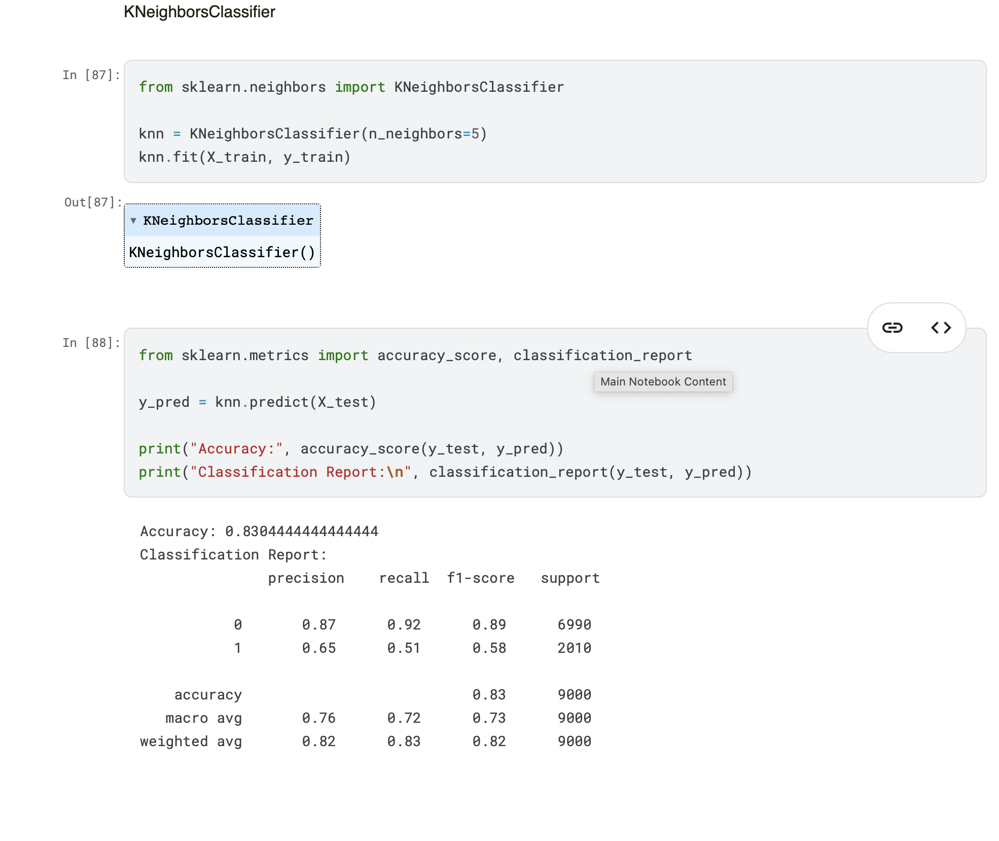 KNeighborsClassifier
In [87]:
from sklearn.neighbors import KNeighborsClassifier
knn = KNeighborsClassifier(n_neighbors=5)
knn.fit(X_train, y_train)
Out[87]:
▼ KNeighborsClassifier
KNeighborsClassifier()
In [88]:
from sklearn.metrics import accuracy_score, classification_report
Main Notebook Content
y_pred = knn.predict(X_test)
print("Accuracy:", accuracy_score(y_test, y_pred))
print("Classification Report:\n", classification_report(y_test, y_pred))
Accuracy: 0.8304444444444444
Classification Report:
precision recall f1-score support
0 0.87 0.92 0.89 6990
1 0.65 0.51 0.58 2010
accuracy 0.83 9000
macro avg 0.76 0.72 0.73 9000
weighted avg 0.82 0.83 0.82 9000